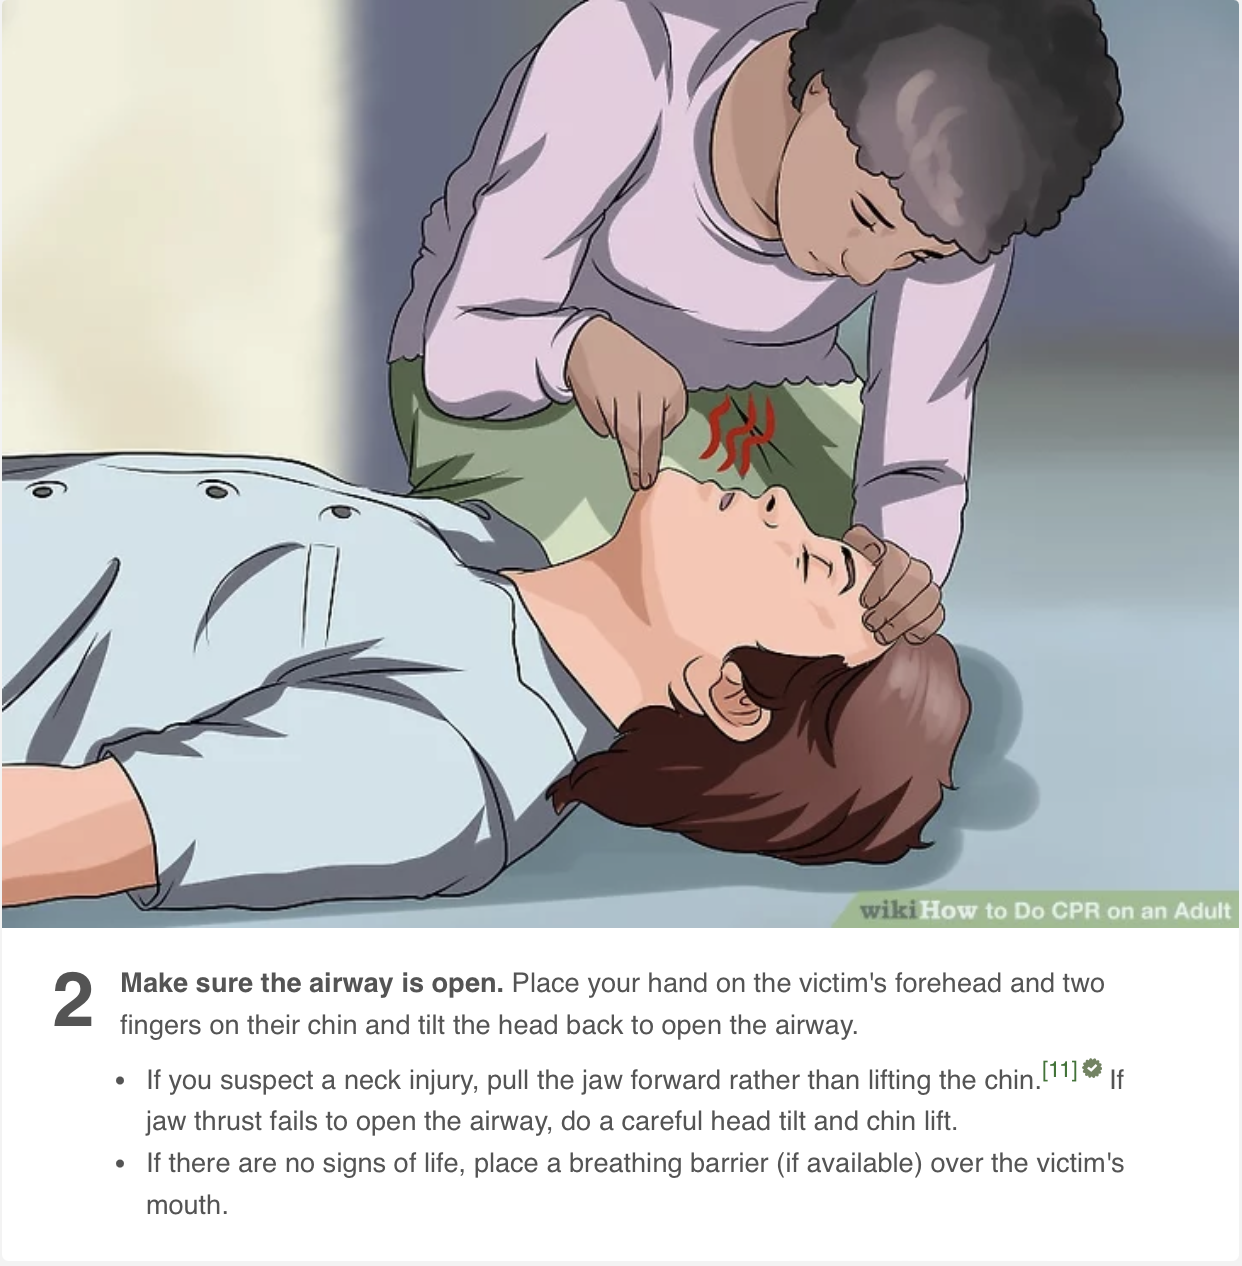 wikiHow to Do CPR on an Adult
2 Make sure the airway is open. Place your hand on the victim's forehead and two
fingers on their chin and tilt the head back to open the airway.
• If you suspect a neck injury, pull the jaw forward rather than lifting the chin.[11] If
jaw thrust fails to open the airway, do a careful head tilt and chin lift.
• If there are no signs of life, place a breathing barrier (if available) over the victim's
mouth.